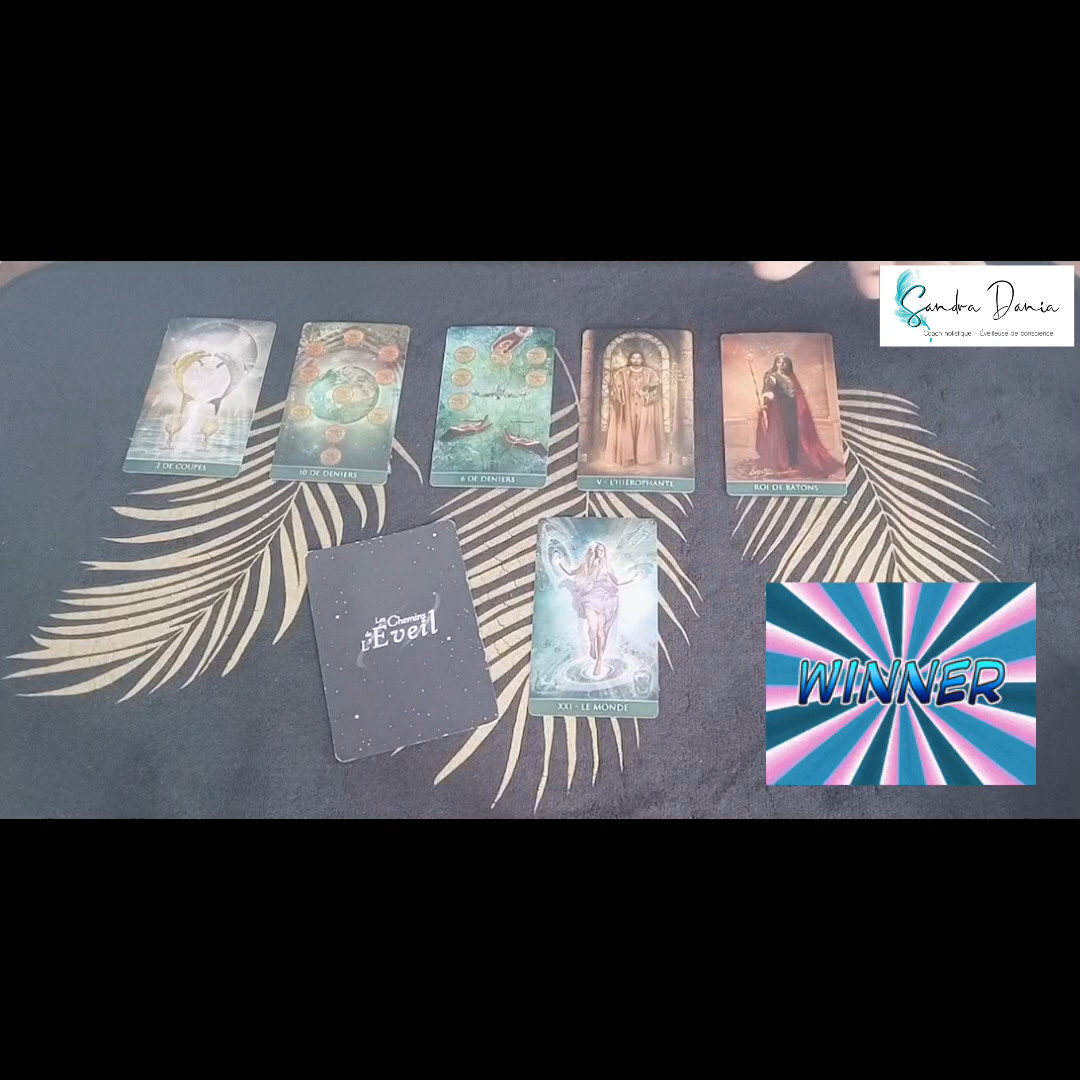 Sandra Dania
Coach holistique - Éveilleuse de conscience
2 DE COUPES
10 DE DENIERS
6 DE DENIERS
V - L'HIÉROPHANTE
ROI DE BÂTONS
Les Chemins
de L'Éveil
XXI - LE MONDE
WINNER